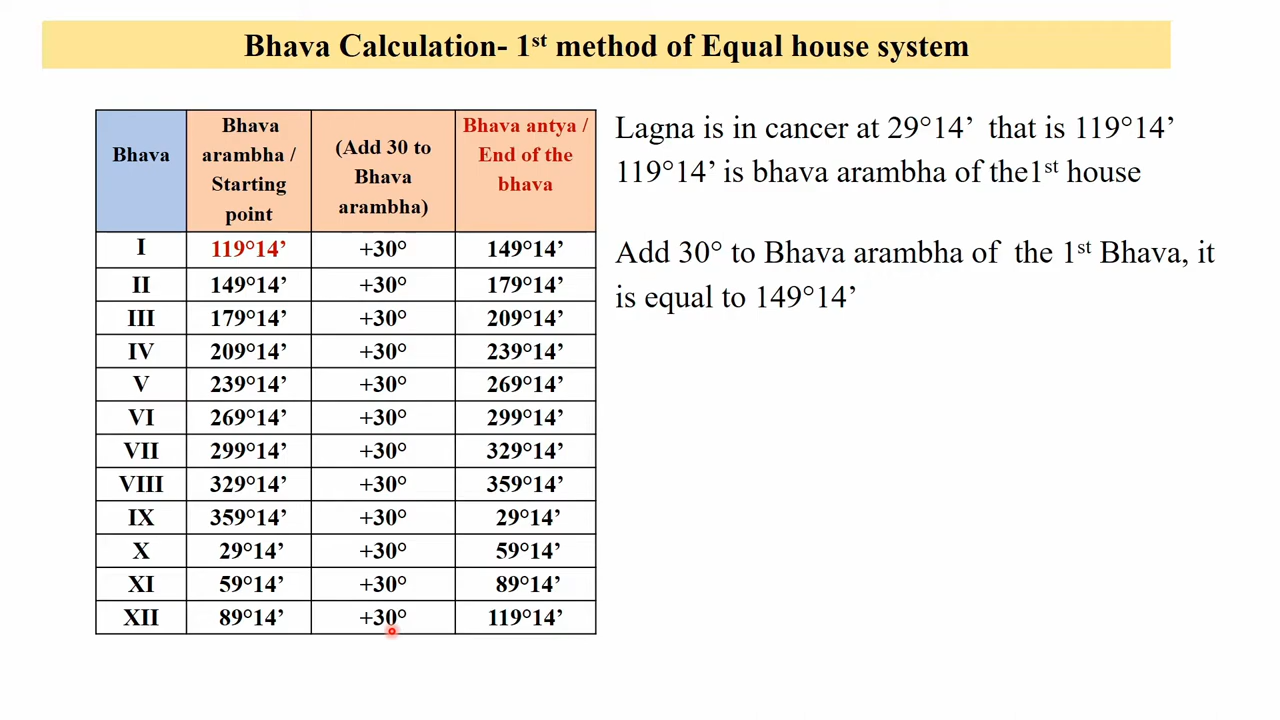 Bhava Calculation- 1st method of Equal house system
Bhava
Bhava arambha / Starting point
(Add 30 to Bhava arambha)
Bhava antya / End of the bhava
I 119°14’ +30° 149°14’
II 149°14’ +30° 179°14’
III 179°14’ +30° 209°14’
IV 209°14’ +30° 239°14’
V 239°14’ +30° 269°14’
VI 269°14’ +30° 299°14’
VII 299°14’ +30° 329°14’
VIII 329°14’ +30° 359°14’
IX 359°14’ +30° 29°14’
X 29°14’ +30° 59°14’
XI 59°14’ +30° 89°14’
XII 89°14’ +30° 119°14’
Lagna is in cancer at 29°14’ that is 119°14’
119°14’ is bhava arambha of the1st house
Add 30° to Bhava arambha of the 1st Bhava, it
is equal to 149°14’